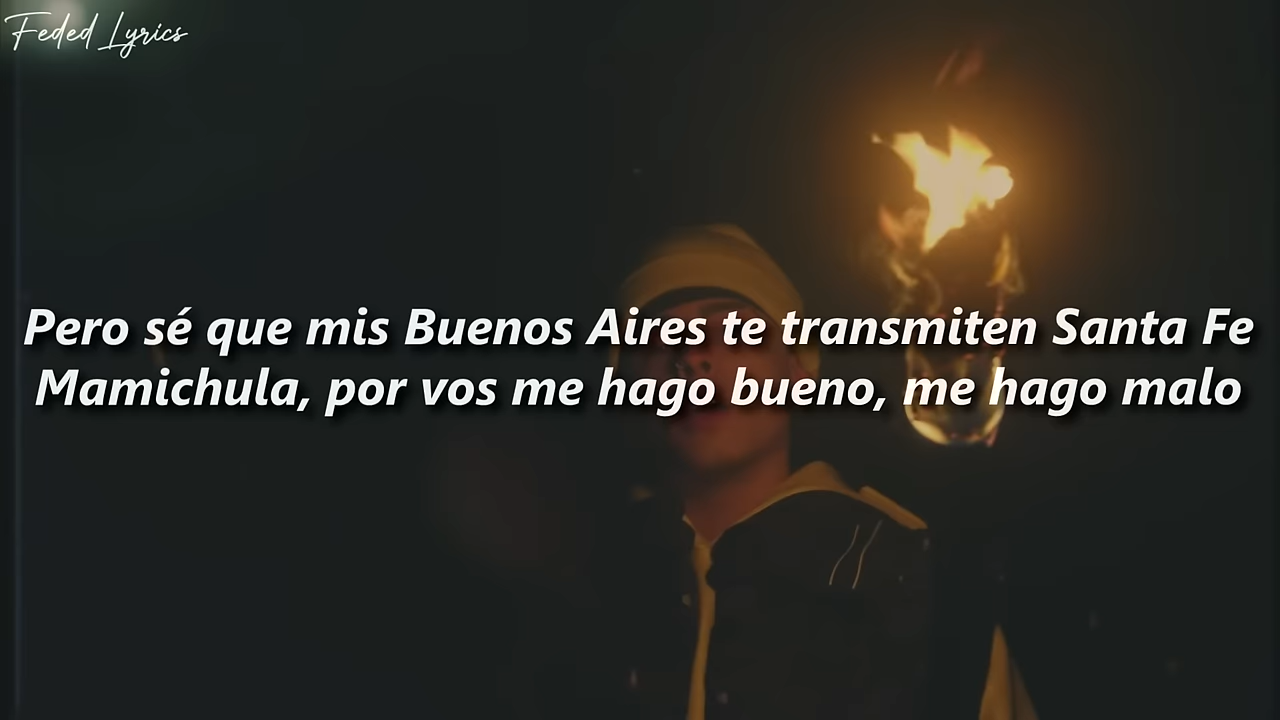 Feded Lyrics
Pero sé que mis Buenos Aires te transmiten Santa Fe
Mamichula, por vos me hago bueno, me hago malo